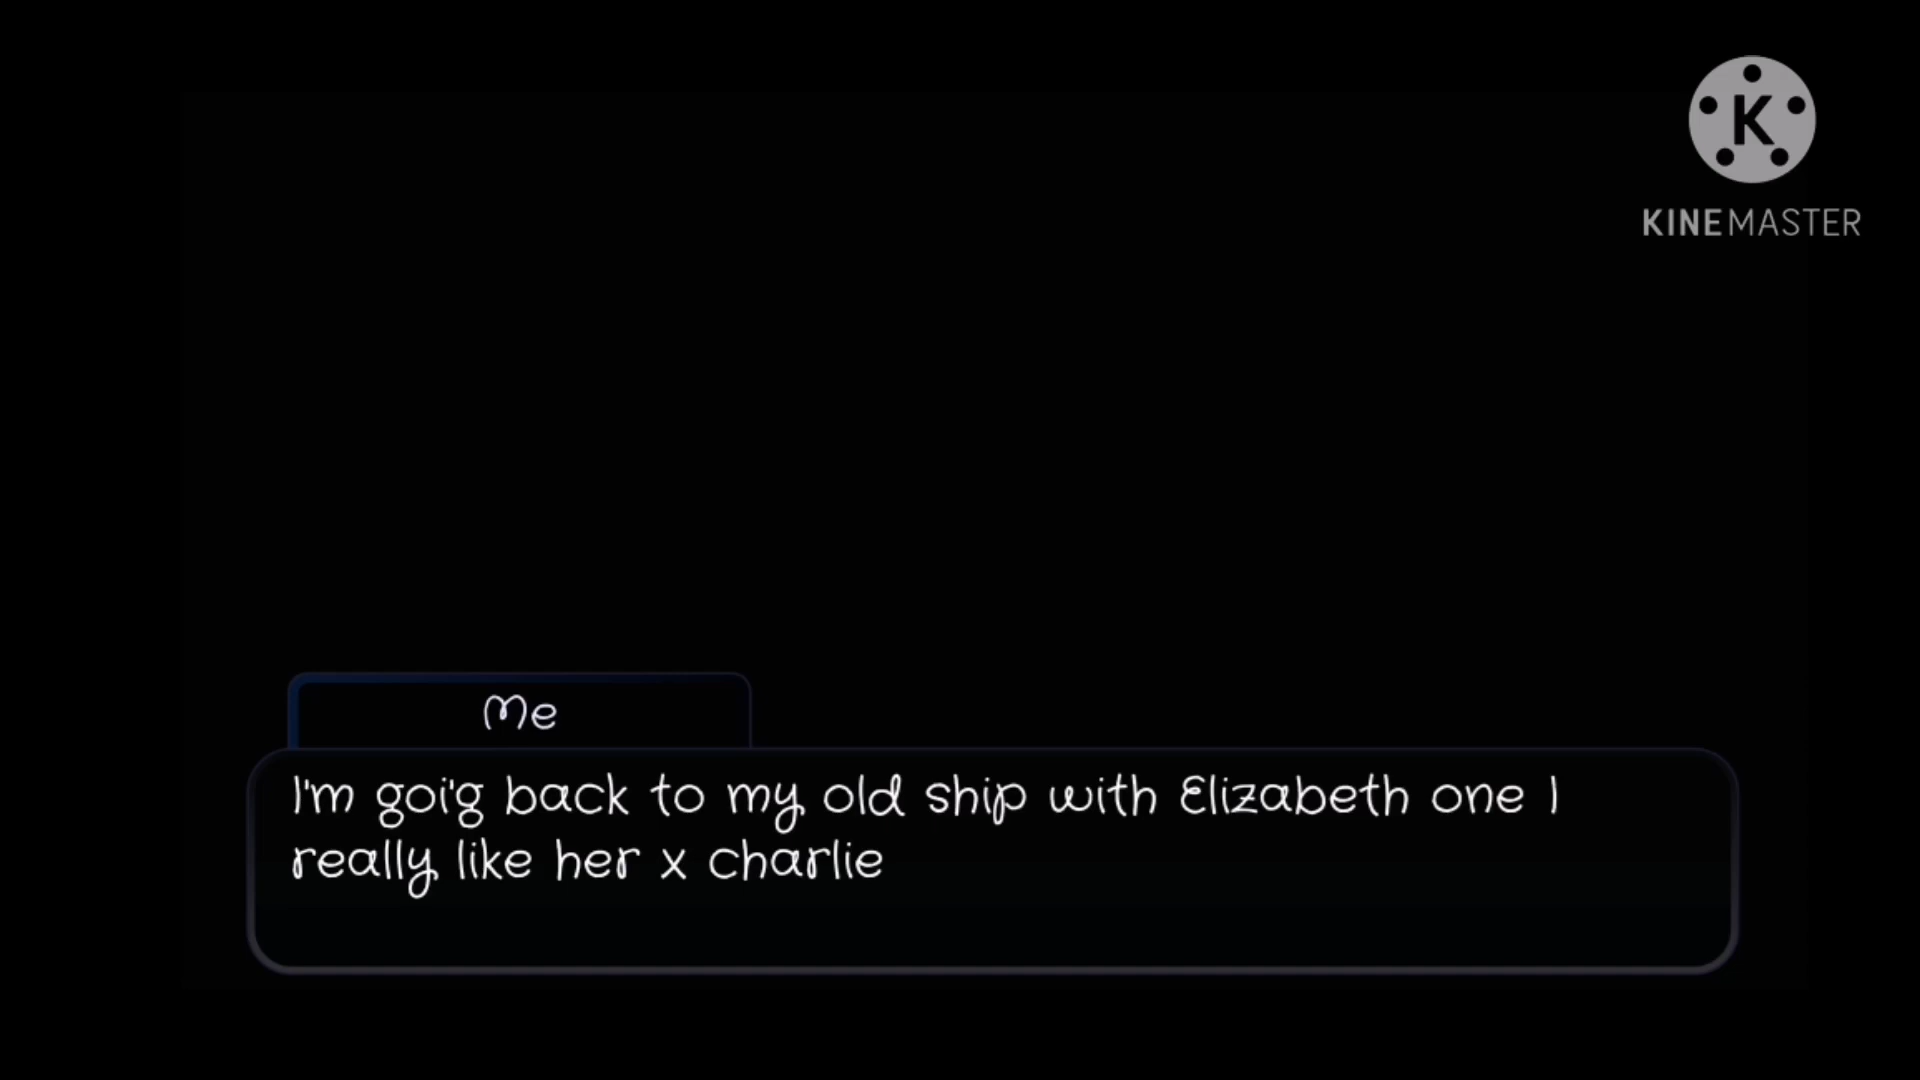 K
KINEMASTER
Me
I'm goi'g back to my old ship with Elizabeth one I
really like her x charlie